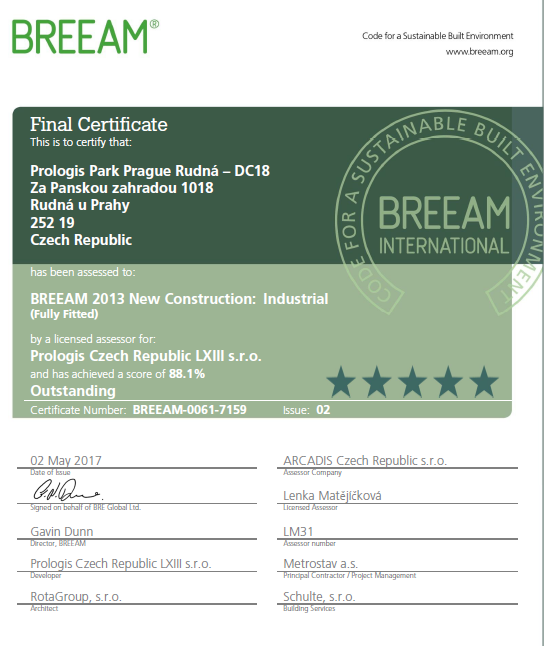 BREEAM®
Code for a Sustainable Built Environment
www.breeam.org
Final Certificate
This is to certify that:
Prologis Park Prague Rudná – DC18
Za Panskou zahradou 1018
Rudná u Prahy
252 19
Czech Republic
CODE FOR A SUSTAINABLE BUILT ENVIRONMENT
BREEAM
INTERNATIONAL
has been assessed to:
BREEAM 2013 New Construction: Industrial
(Fully Fitted)
by a licensed assessor for:
Prologis Czech Republic LXIII s.r.o.
and has achieved a score of 88.1%
Outstanding
Certificate Number: BREEAM-0061-7159 Issue: 02
02 May 2017
Date of Issue
Signed on behalf of BRE Global Ltd.
Gavin Dunn
Director, BREEAM
Prologis Czech Republic LXIII s.r.o.
Developer
RotaGroup, s.r.o.
Architect
ARCADIS Czech Republic s.r.o.
Assessor Company
Lenka Matějíčková
Licensed Assessor
LM31
Assessor number
Metrostav a.s.
Principal Contractor / Project Management
Schulte, s.r.o.
Building Services